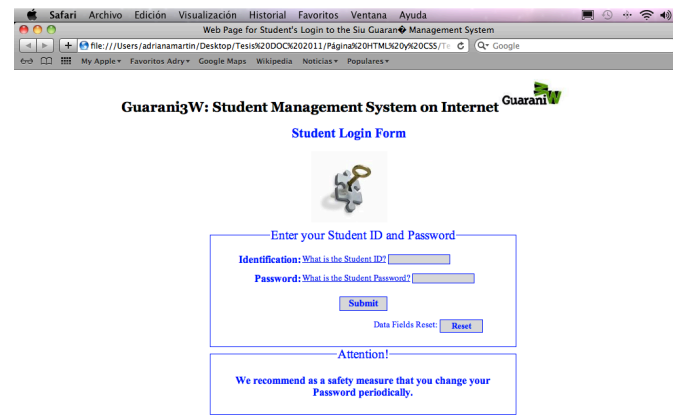 Safari Archivo Edición Visualización Historial Favoritos Ventana Ayuda
Web Page for Student's Login to the Siu Guaran� Management System
file:///Users/adrianamartin/Desktop/Tesis%20DOC%202011/Página%20HTML%20y%20CSS/Te
Google
My Apple Favoritos Adry Google Maps Wikipedia Noticias Populares
Guarani3W: Student Management System on Internet
Guarani 3W
Student Login Form
Enter your Student ID and Password
Identification: What is the Student ID?
Password: What is the Student Password?
Submit
Data Fields Reset: Reset
Attention!
We recommend as a safety measure that you change your
Password periodically.